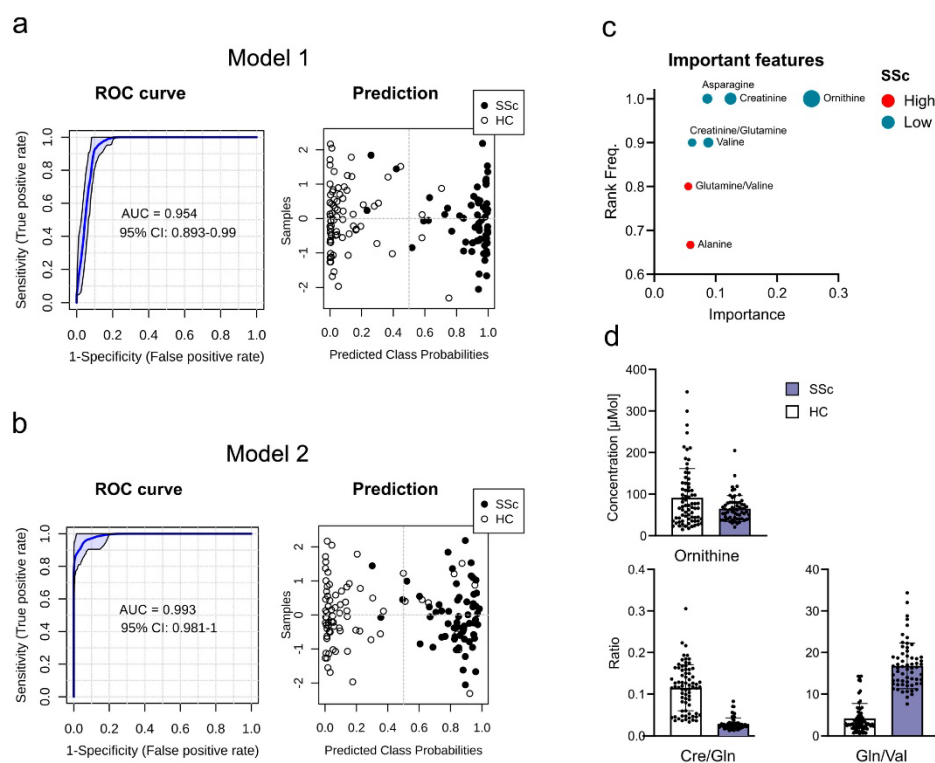 a
Model 1
ROC curve
Sensitivity (True positive rate)
0.0 0.2 0.4 0.6 0.8 1.0
AUC = 0.954
95% CI: 0.893-0.99
0.0 0.2 0.4 0.6 0.8 1.0
1-Specificity (False positive rate)
Prediction
SSc
HC
Samples
2
1
0
-1
-2
0.0 0.2 0.4 0.6 0.8 1.0
Predicted Class Probabilities
b
Model 2
ROC curve
Sensitivity (True positive rate)
0.0 0.2 0.4 0.6 0.8 1.0
AUC = 0.993
95% CI: 0.981-1
0.0 0.2 0.4 0.6 0.8 1.0
1-Specificity (False positive rate)
Prediction
SSc
HC
Samples
2
1
0
-1
-2
0.0 0.2 0.4 0.6 0.8 1.0
Predicted Class Probabilities
c
Important features
SSc
High
Low
Rank Freq.
1.0
0.9
0.8
0.7
0.6
Asparagine
Creatinine
Ornithine
Creatinine/Glutamine
Valine
Glutamine/Valine
Alanine
0.0 0.1 0.2 0.3
Importance
d
SSc
HC
Concentration [µMol]
400
300
200
100
0
Ornithine
Ratio
0.4
0.3
0.2
0.1
0.0
Cre/Gln
40
30
20
10
0
Gln/Val